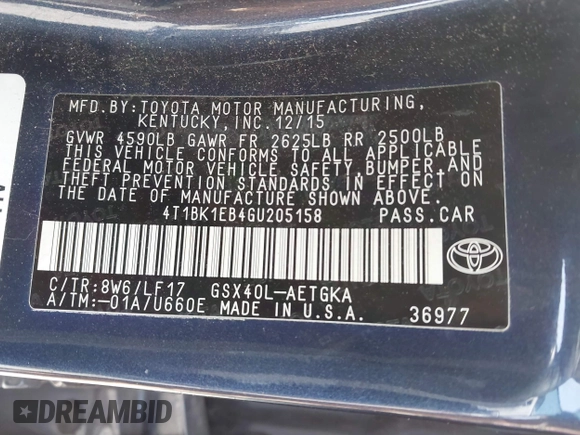 MFD. BY: TOYOTA MOTOR MANUFACTURING,
KENTUCKY, INC. 12/15
GVWR 4590LB GAWR FR 2625LB RR 2500LB
THIS VEHICLE CONFORMS TO ALL APPLICABLE
FEDERAL MOTOR VEHICLE SAFETY, BUMPER, AND
THEFT PREVENTION STANDARDS IN EFFECT ON
THE DATE OF MANUFACTURE SHOWN ABOVE.
4T1BK1EB4GU205158 PASS. CAR
C/TR: 8W6/LF17 GSX40L-AETGKA
A/TM: -01A/U660E MADE IN U.S.A. 36977
TOYOTA
DREAMBID